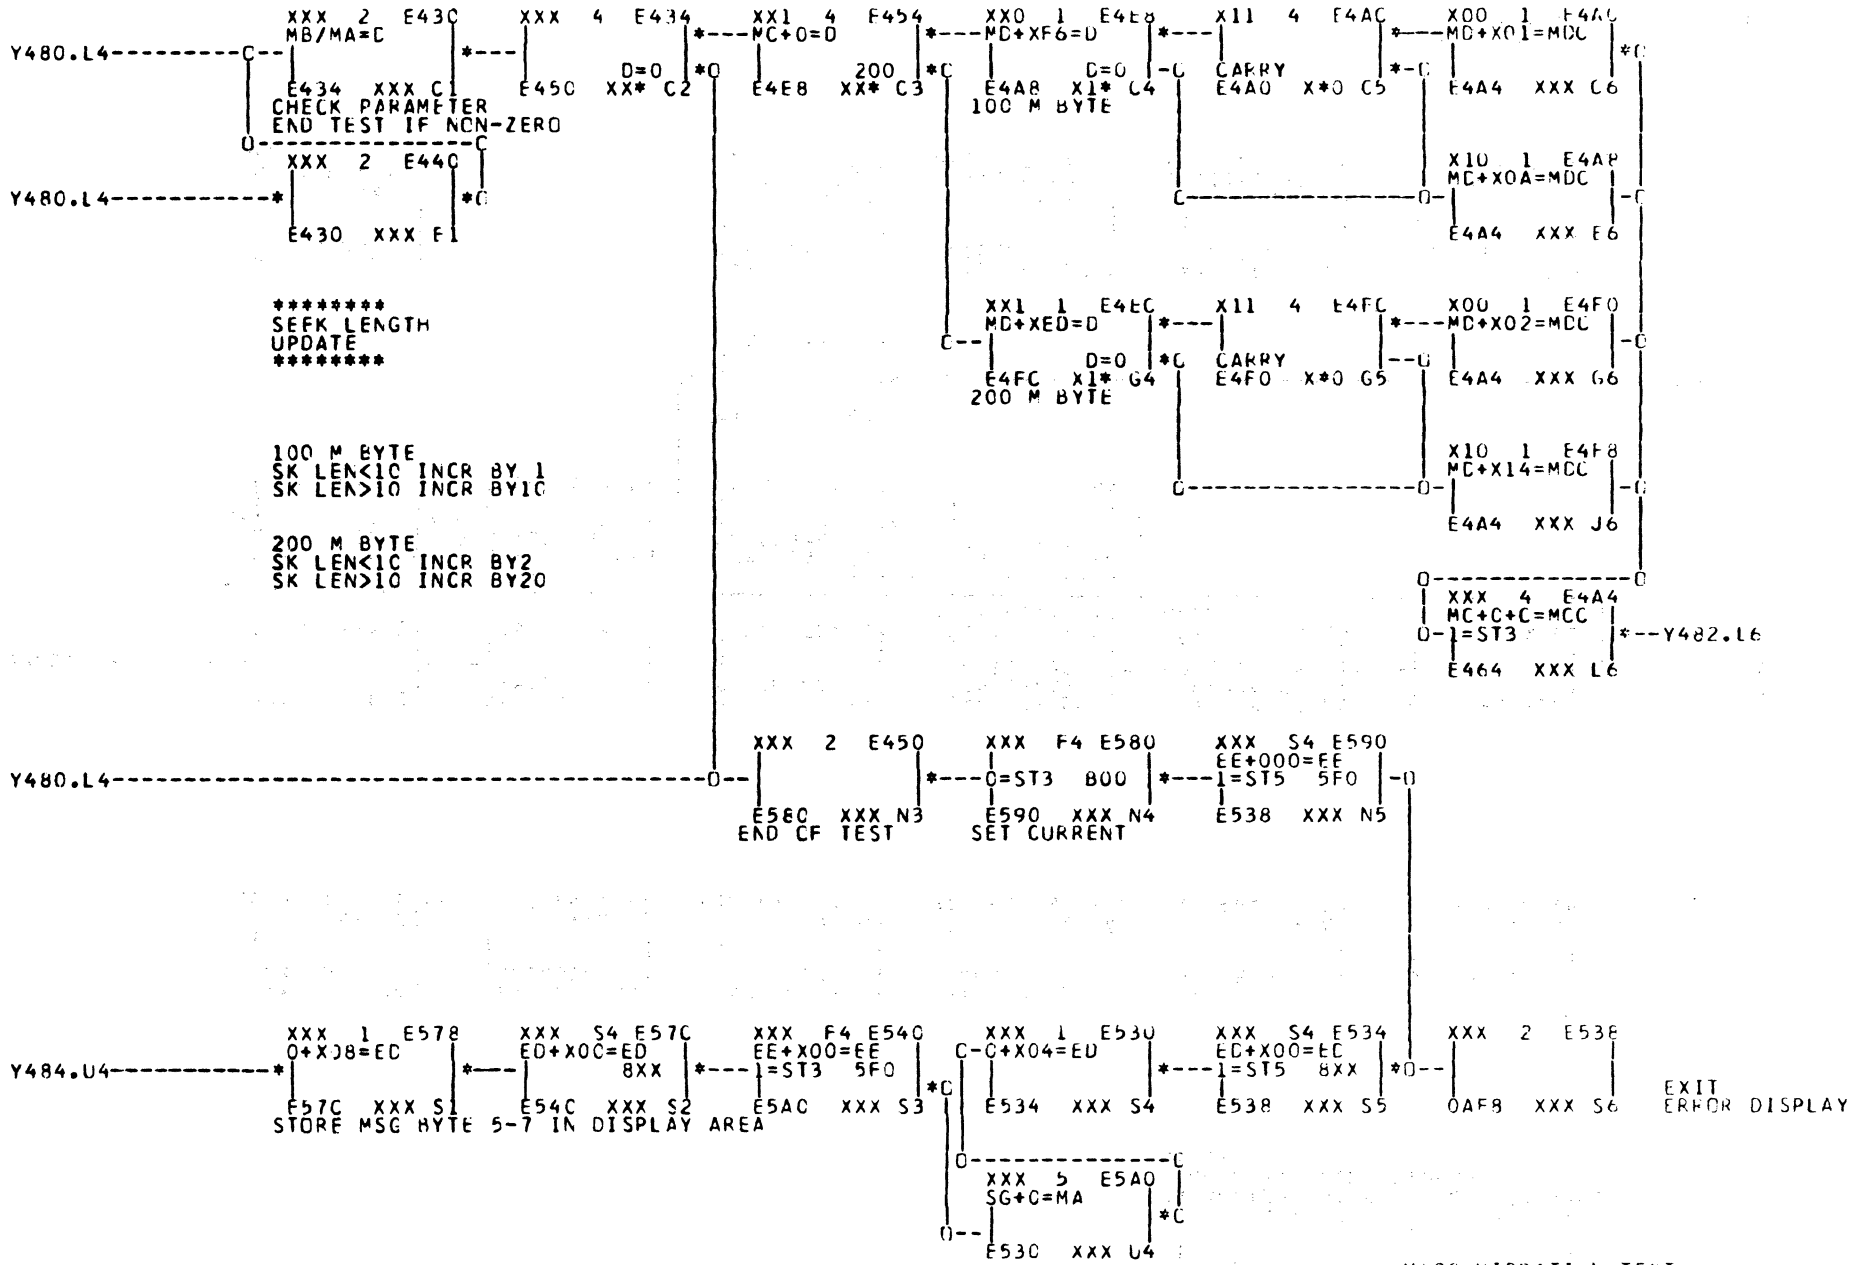 XXX 2 E430 XXX 4 E434 XX1 4 E454 XX0 1 E4E8 X11 4 E4AC X00 1 E4A0
MB/MA=D MC+0=D MD+XF6=D MD+X01=MDC
Y480.L4
D=0 200 D=0 CARRY
E434 XXX C1 E450 XX* C2 E4E8 XX* C3 E4A8 X1* C4 E4A0 X*0 C5 E4A4 XXX C6
CHECK PARAMETER 100 M BYTE
END TEST IF NON-ZERO
XXX 2 E440 X10 1 E4A8
MD+X0A=MDC
Y480.L4
E430 XXX E1 E4A4 XXX E6
********
SEEK LENGTH
UPDATE
********
XX1 1 E4EC X11 4 E4FC X00 1 E4F0
MD+XED=D MD+X02=MDC
D=0 CARRY
E4FC X1* G4 E4F0 X*0 G5 E4A4 XXX G6
200 M BYTE
100 M BYTE
SK LEN<10 INCR BY 1
SK LEN>10 INCR BY10
X10 1 E4F8
MD+X14=MDC
E4A4 XXX J6
200 M BYTE
SK LEN<10 INCR BY2
SK LEN>10 INCR BY20
XXX 4 E4A4
MC+C+C=MCC
1=ST3 Y482.L6
E464 XXX L6
XXX 2 E450 XXX F4 E580 XXX S4 E590
EE+000=EE
Y480.L4 0=ST3 B00 1=ST5 5F0
E580 XXX N3 E590 XXX N4 E538 XXX N5
END OF TEST SET CURRENT
XXX 1 E578 XXX S4 E57C XXX F4 E540 XXX 1 E530 XXX S4 E534 XXX 2 E538
0+X08=ED ED+X00=ED EE+X00=EE 0+X04=ED ED+X00=ED
Y484.U4 8XX 1=ST3 5F0 1=ST5 8XX
E57C XXX S1 E54C XXX S2 E5A0 XXX S3 E534 XXX S4 E538 XXX S5 0AF8 XXX S6
EXIT
ERROR DISPLAY
STORE MSG BYTE 5-7 IN DISPLAY AREA
XXX 5 E5A0
SG+0=MA
E530 XXX U4